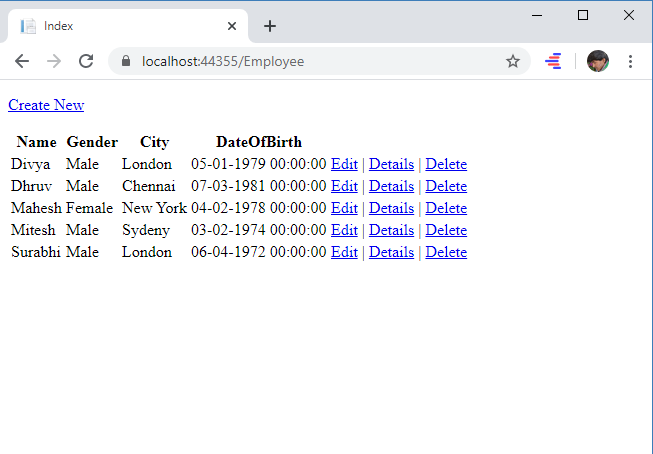 Index
localhost:44355/Employee
Create New
Name Gender City DateOfBirth
Divya Male London 05-01-1979 00:00:00 Edit | Details | Delete
Dhruv Male Chennai 07-03-1981 00:00:00 Edit | Details | Delete
Mahesh Female New York 04-02-1978 00:00:00 Edit | Details | Delete
Mitesh Male Sydeny 03-02-1974 00:00:00 Edit | Details | Delete
Surabhi Male London 06-04-1972 00:00:00 Edit | Details | Delete